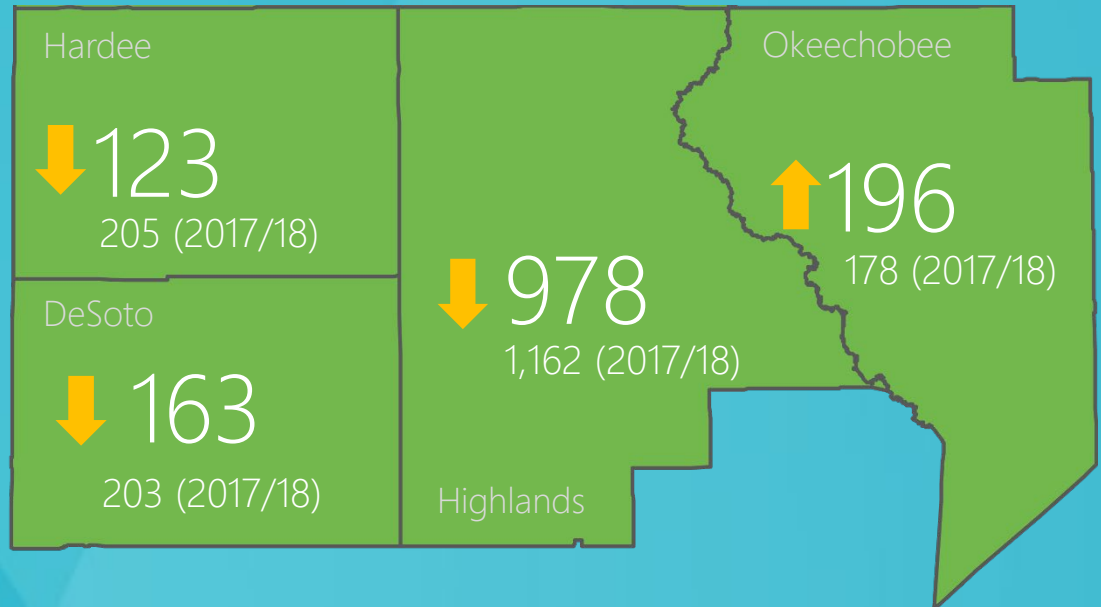 Hardee
123
205 (2017/18)
DeSoto
163
203 (2017/18)
978
1,162 (2017/18)
Highlands
Okeechobee
196
178 (2017/18)